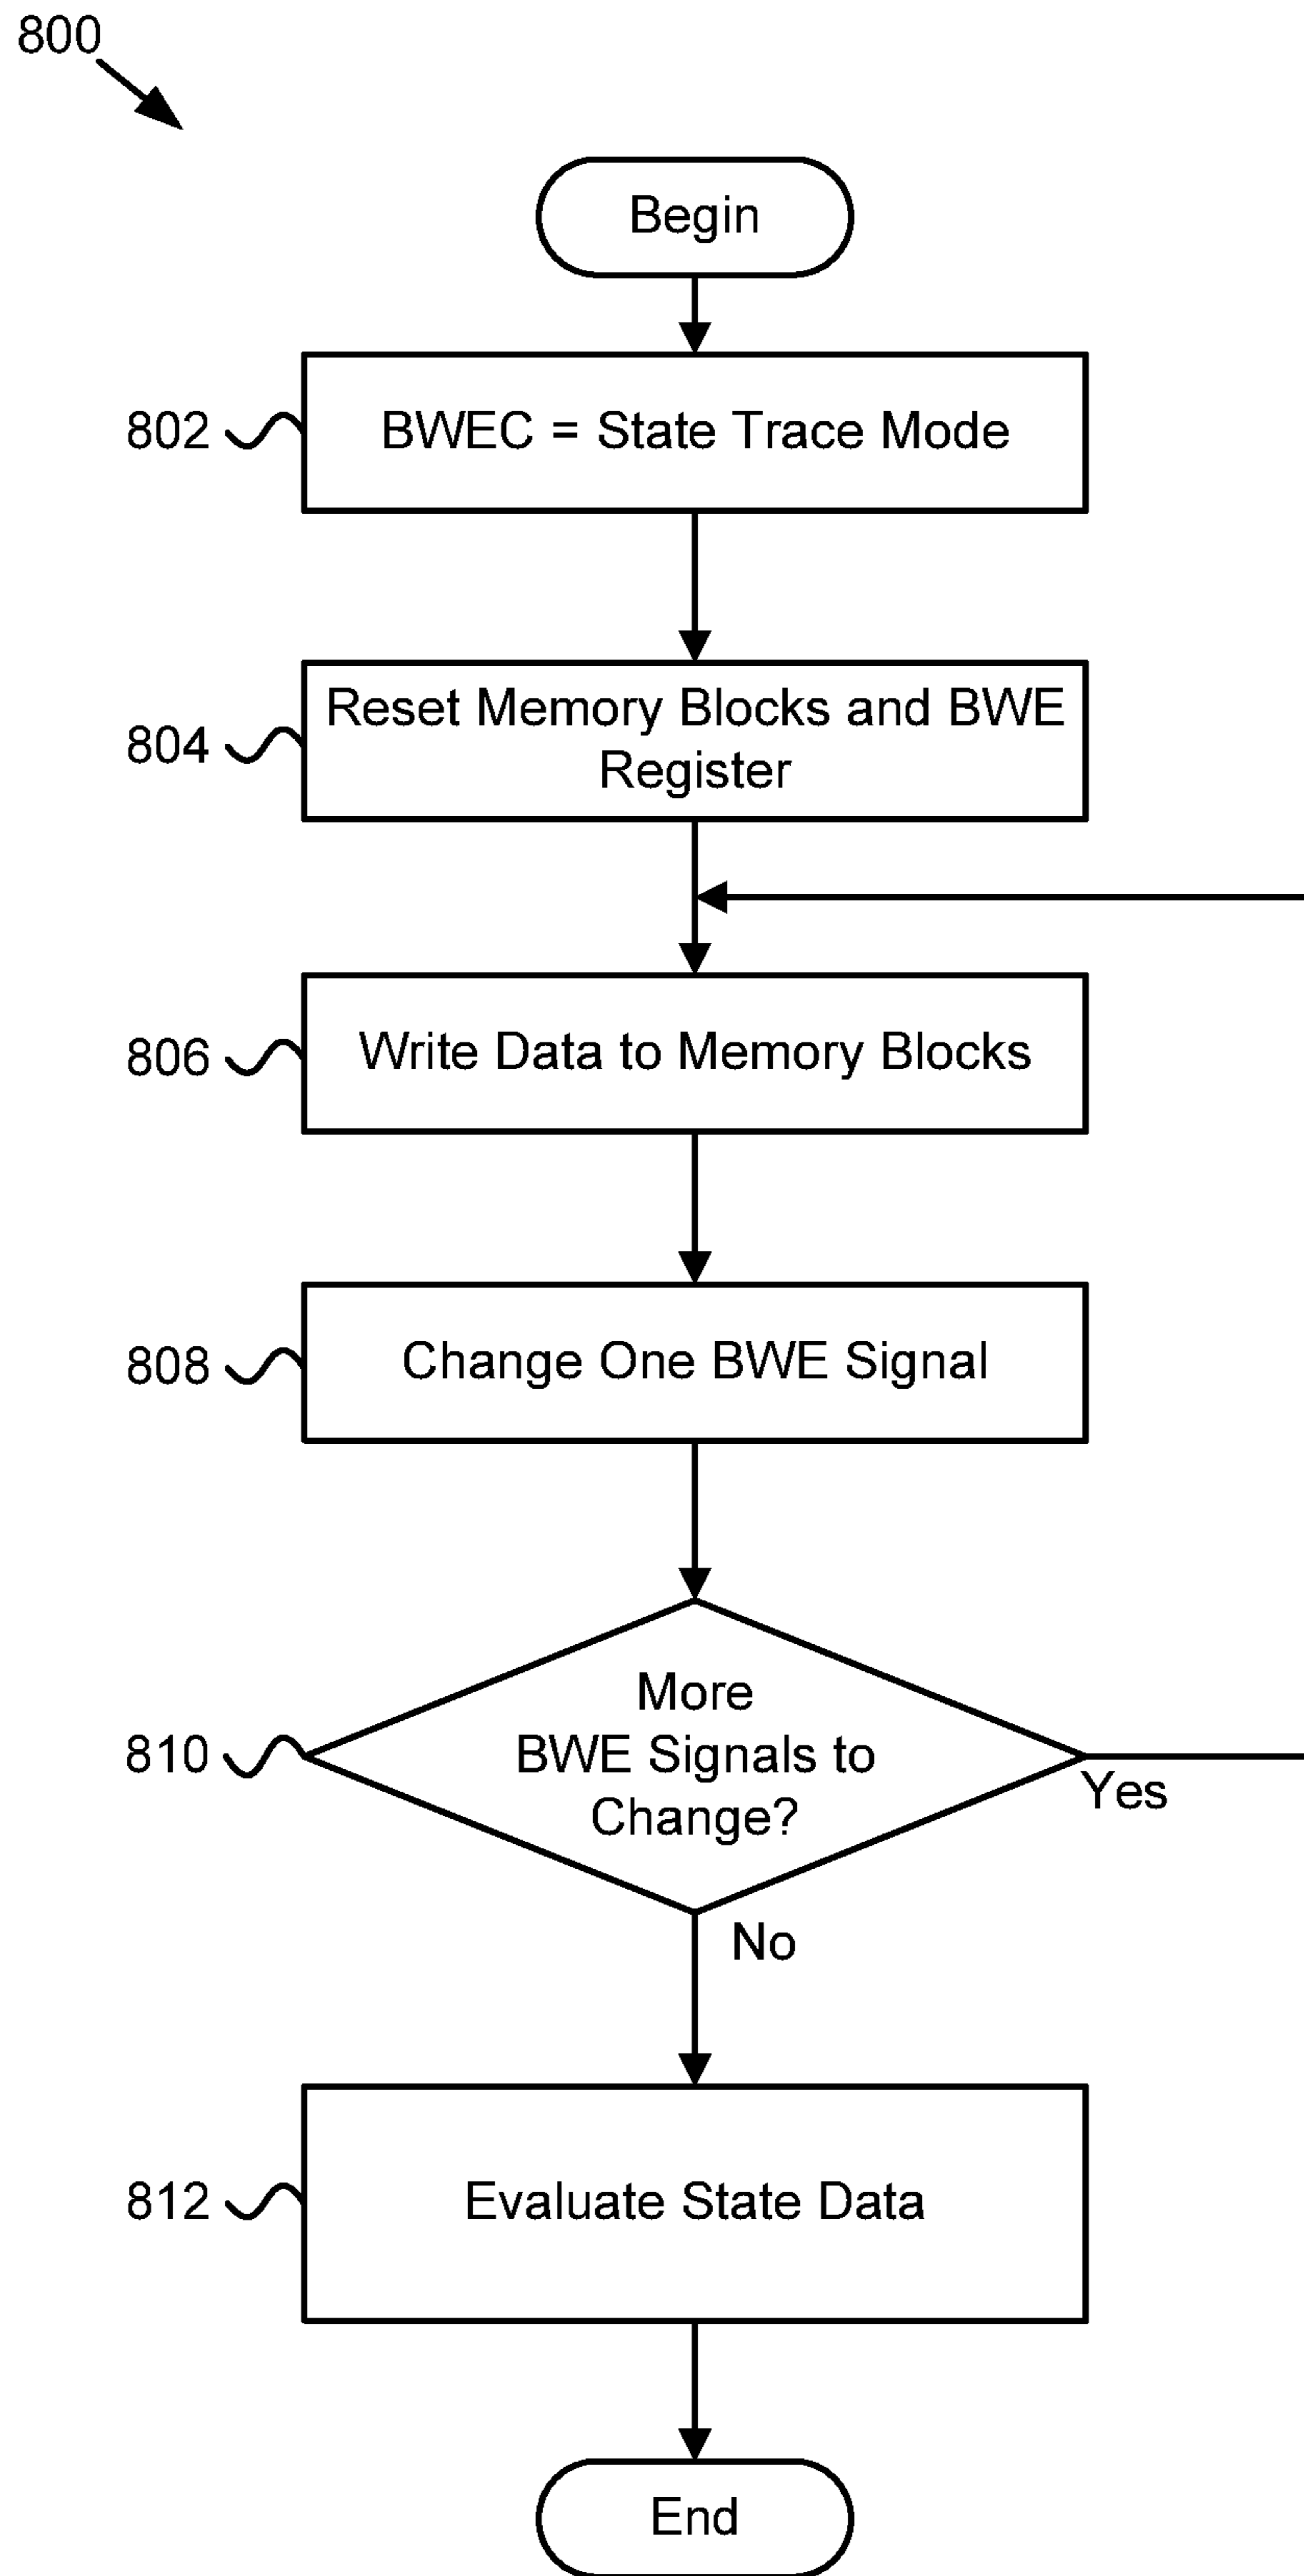 800
Begin
802
BWEC = State Trace Mode
804
Reset Memory Blocks and BWE
Register
806
Write Data to Memory Blocks
808
Change One BWE Signal
810
More
BWE Signals to
Change?
Yes
No
812
Evaluate State Data
End